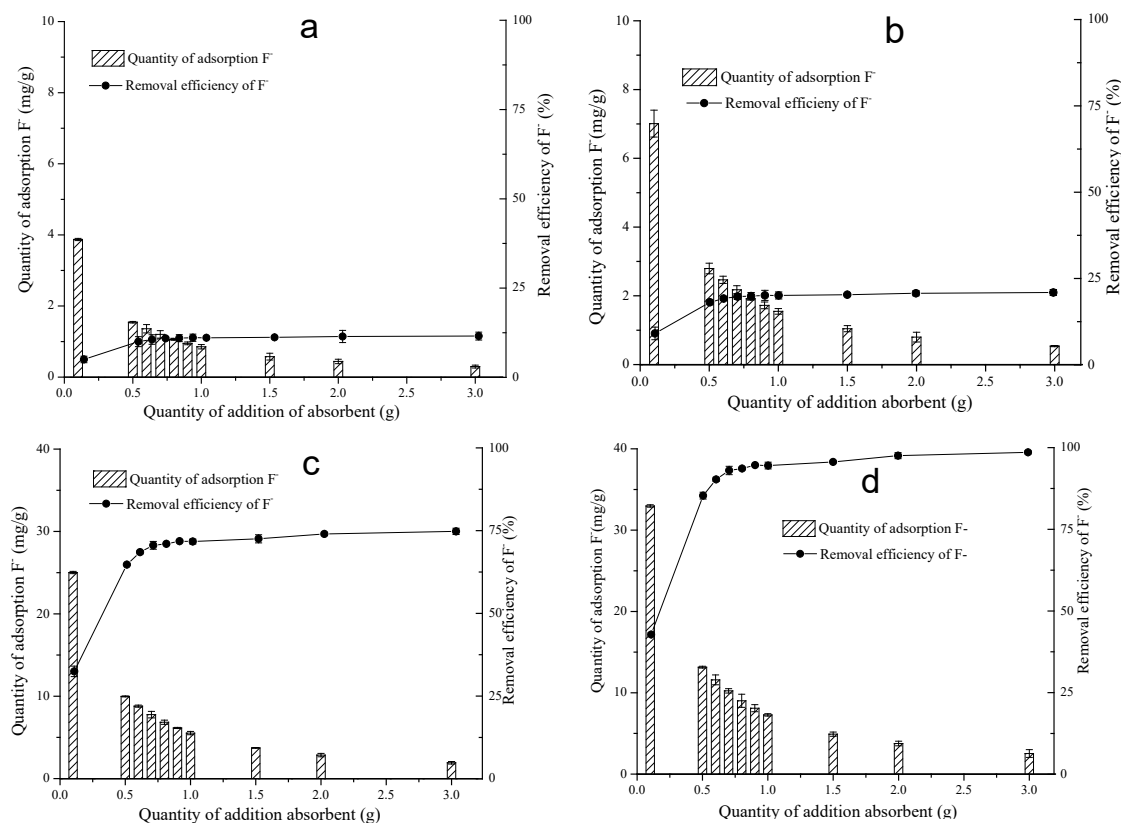 a
Quantity of adsorption F⁻
Removal efficiency of F⁻
Quantity of adsorption F⁻ (mg/g)
Removal efficiency of F⁻ (%)
10
8
6
4
2
0
100
75
50
25
0
0.0 0.5 1.0 1.5 2.0 2.5 3.0
Quantity of addition of absorbent (g)
b
Quantity of adsorption F⁻
Removal efficieny of F⁻
Quantity of adsorption F⁻(mg/g)
Removal efficiency of F⁻ (%)
10
8
6
4
2
0
100
75
50
25
0
0.0 0.5 1.0 1.5 2.0 2.5 3.0
Quantity of addition aborbent (g)
c
Quantity of adsorption F⁻
Removal efficiency of F⁻
Quantity of adsorption F⁻ (mg/g)
Removal efficiency of F⁻ (%)
40
30
20
10
0
100
75
50
25
0
0.0 0.5 1.0 1.5 2.0 2.5 3.0
Quantity of addition absorbent (g)
d
Quantity of adsorption F-
Removal efficiency of F-
Quantity of adsorption F⁻(mg/g)
Removal efficiency of F⁻ (%)
40
30
20
10
0
100
75
50
25
0
0.0 0.5 1.0 1.5 2.0 2.5 3.0
Quantity of addition absorbent (g)